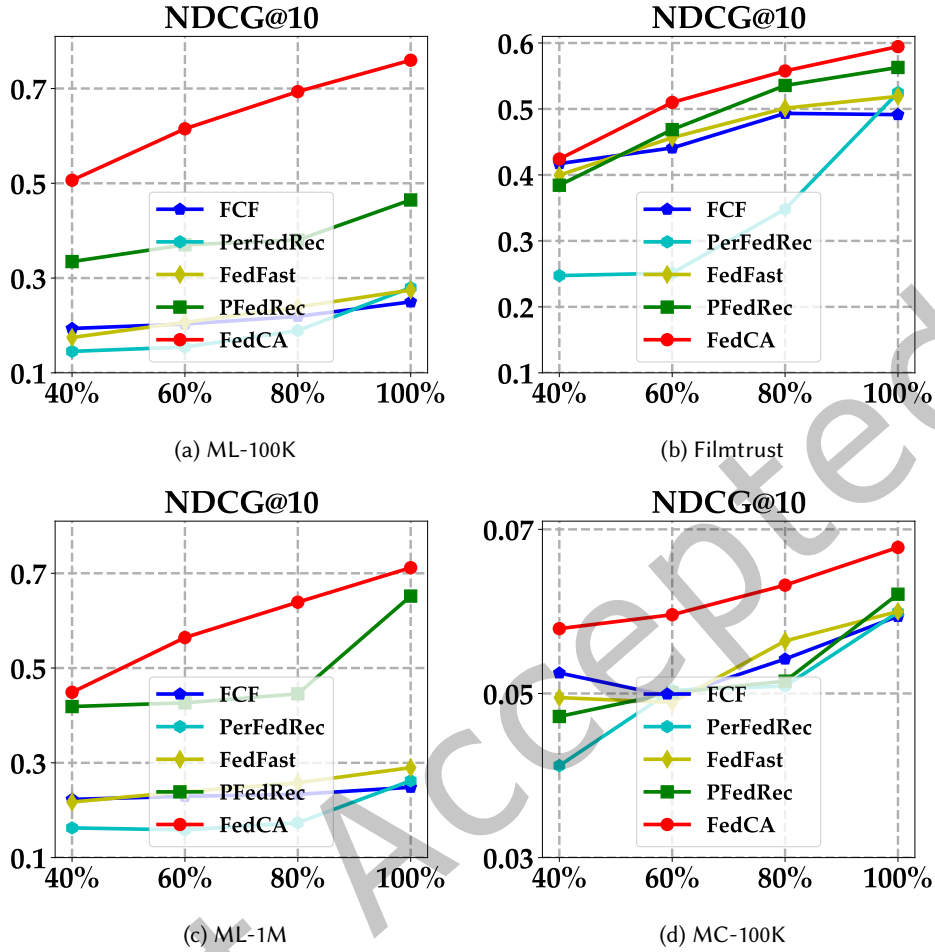 NDCG@10
0.7
0.5
0.3
0.1
40% 60% 80% 100%
FCF
PerFedRec
FedFast
PFedRec
FedCA
(a) ML-100K
NDCG@10
0.6
0.5
0.4
0.3
0.2
0.1
40% 60% 80% 100%
FCF
PerFedRec
FedFast
PFedRec
FedCA
(b) Filmtrust
NDCG@10
0.7
0.5
0.3
0.1
40% 60% 80% 100%
FCF
PerFedRec
FedFast
PFedRec
FedCA
(c) ML-1M
NDCG@10
0.07
0.05
0.03
40% 60% 80% 100%
FCF
PerFedRec
FedFast
PFedRec
FedCA
(d) MC-100K
Accepted